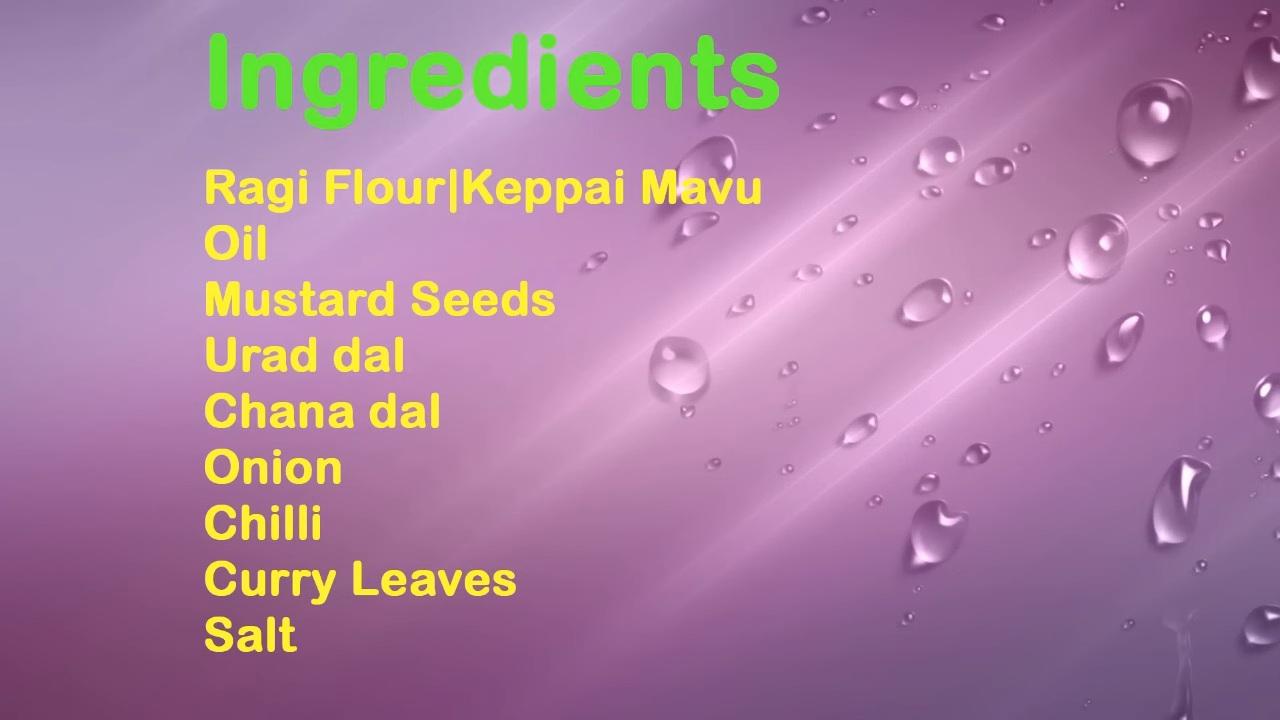 Ingredients
Ragi Flour|Keppai Mavu
Oil
Mustard Seeds
Urad dal
Chana dal
Onion
Chilli
Curry Leaves
Salt